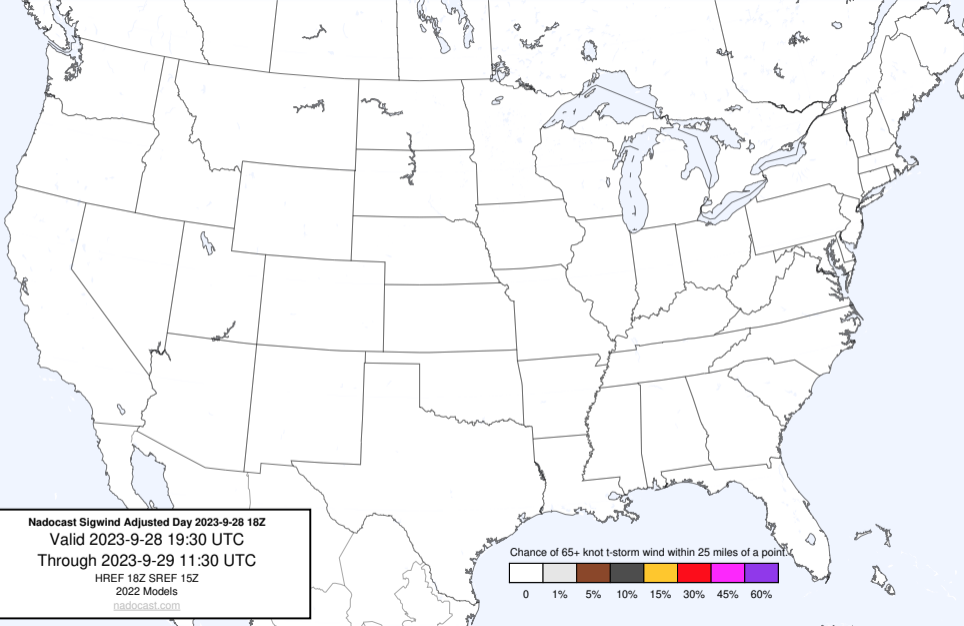 Nadocast Sigwind Adjusted Day 2023-9-28 18Z
Valid 2023-9-28 19:30 UTC
Through 2023-9-29 11:30 UTC
HREF 18Z SREF 15Z
2022 Models
nadocast.com
Chance of 65+ knot t-storm wind within 25 miles of a point.
0 1% 5% 10% 15% 30% 45% 60%